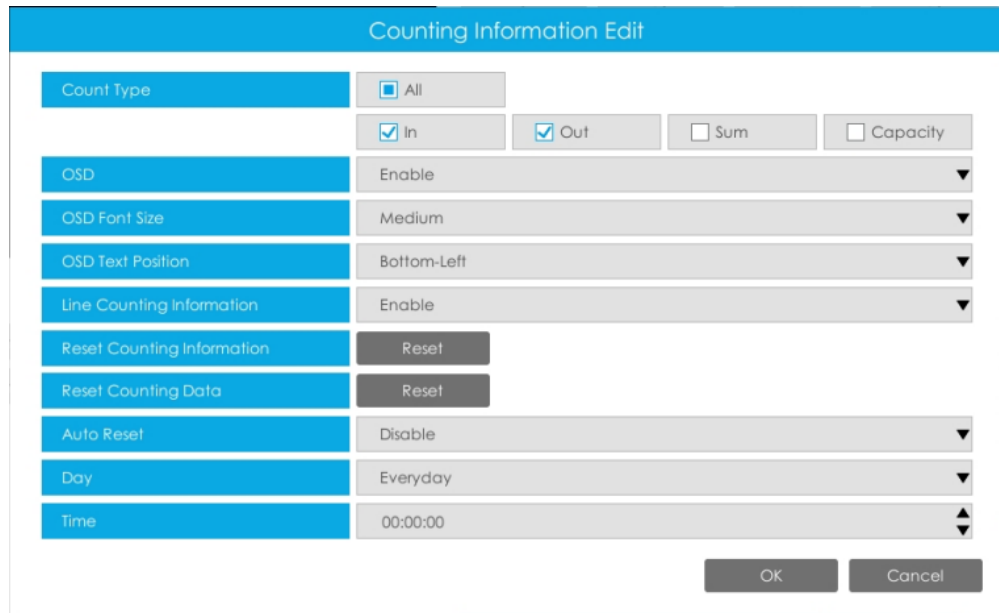 Counting Information Edit
Count Type All
In Out Sum Capacity
OSD Enable
OSD Font Size Medium
OSD Text Position Bottom-Left
Line Counting Information Enable
Reset Counting Information Reset
Reset Counting Data Reset
Auto Reset Disable
Day Everyday
Time 00:00:00
OK Cancel